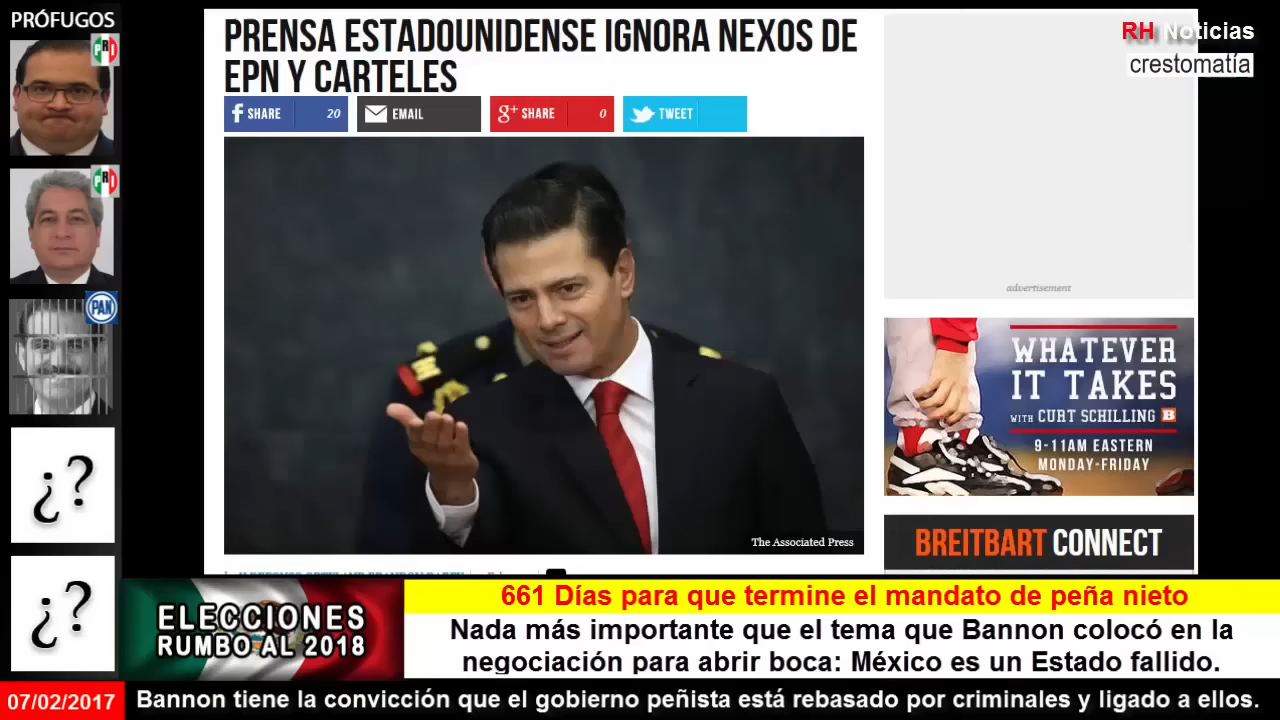 PRÓFUGOS
PRI
PRI
PAN
¿?
¿?
PRENSA ESTADOUNIDENSE IGNORA NEXOS DE
EPN Y CARTELES
f SHARE 20
EMAIL
g+ SHARE 0
TWEET
The Associated Press
RH Noticias
crestomatía
advertisement
WHATEVER
IT TAKES
WITH CURT SCHILLING B
9-11AM EASTERN
MONDAY-FRIDAY
BREITBART CONNECT
ELECCIONES
RUMBO AL 2018
661 Días para que termine el mandato de peña nieto
Nada más importante que el tema que Bannon colocó en la
negociación para abrir boca: México es un Estado fallido.
07/02/2017
Bannon tiene la convicción que el gobierno peñista está rebasado por criminales y ligado a ellos.